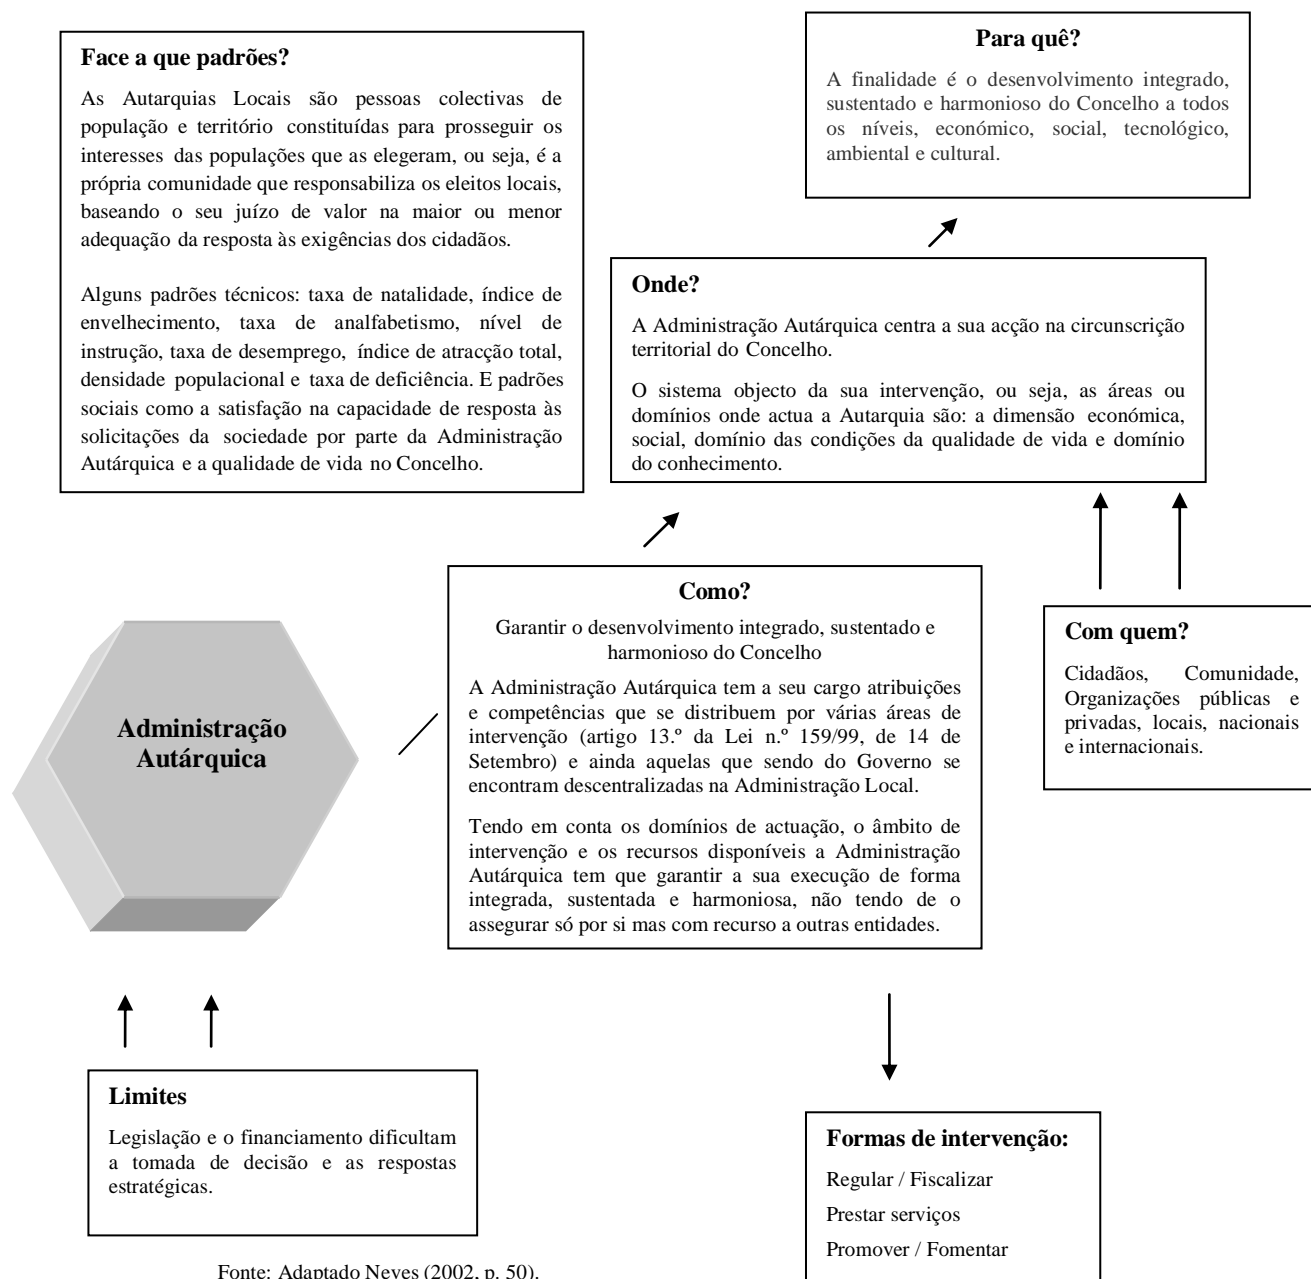 Face a que padrões?
As Autarquias Locais são pessoas colectivas de
população e território constituídas para prosseguir os
interesses das populações que as elegeram, ou seja, é a
própria comunidade que responsabiliza os eleitos locais,
baseando o seu juízo de valor na maior ou menor
adequação da resposta às exigências dos cidadãos.
Alguns padrões técnicos: taxa de natalidade, índice de
envelhecimento, taxa de analfabetismo, nível de
instrução, taxa de desemprego, índice de atracção total,
densidade populacional e taxa de deficiência. E padrões
sociais como a satisfação na capacidade de resposta às
solicitações da sociedade por parte da Administração
Autárquica e a qualidade de vida no Concelho.
Para quê?
A finalidade é o desenvolvimento integrado,
sustentado e harmonioso do Concelho a todos
os níveis, económico, social, tecnológico,
ambiental e cultural.
Onde?
A Administração Autárquica centra a sua acção na circunscrição
territorial do Concelho.
O sistema objecto da sua intervenção, ou seja, as áreas ou
domínios onde actua a Autarquia são: a dimensão económica,
social, domínio das condições da qualidade de vida e domínio
do conhecimento.
Administração
Autárquica
Como?
Garantir o desenvolvimento integrado, sustentado e
harmonioso do Concelho
A Administração Autárquica tem a seu cargo atribuições
e competências que se distribuem por várias áreas de
intervenção (artigo 13.º da Lei n.º 159/99, de 14 de
Setembro) e ainda aquelas que sendo do Governo se
encontram descentralizadas na Administração Local.
Tendo em conta os domínios de actuação, o âmbito de
intervenção e os recursos disponíveis a Administração
Autárquica tem que garantir a sua execução de forma
integrada, sustentada e harmoniosa, não tendo de o
assegurar só por si mas com recurso a outras entidades.
Com quem?
Cidadãos, Comunidade,
Organizações públicas e
privadas, locais, nacionais
e internacionais.
Limites
Legislação e o financiamento dificultam
a tomada de decisão e as respostas
estratégicas.
Formas de intervenção:
Regular / Fiscalizar
Prestar serviços
Promover / Fomentar
Fonte: Adaptado Neves (2002, p. 50).